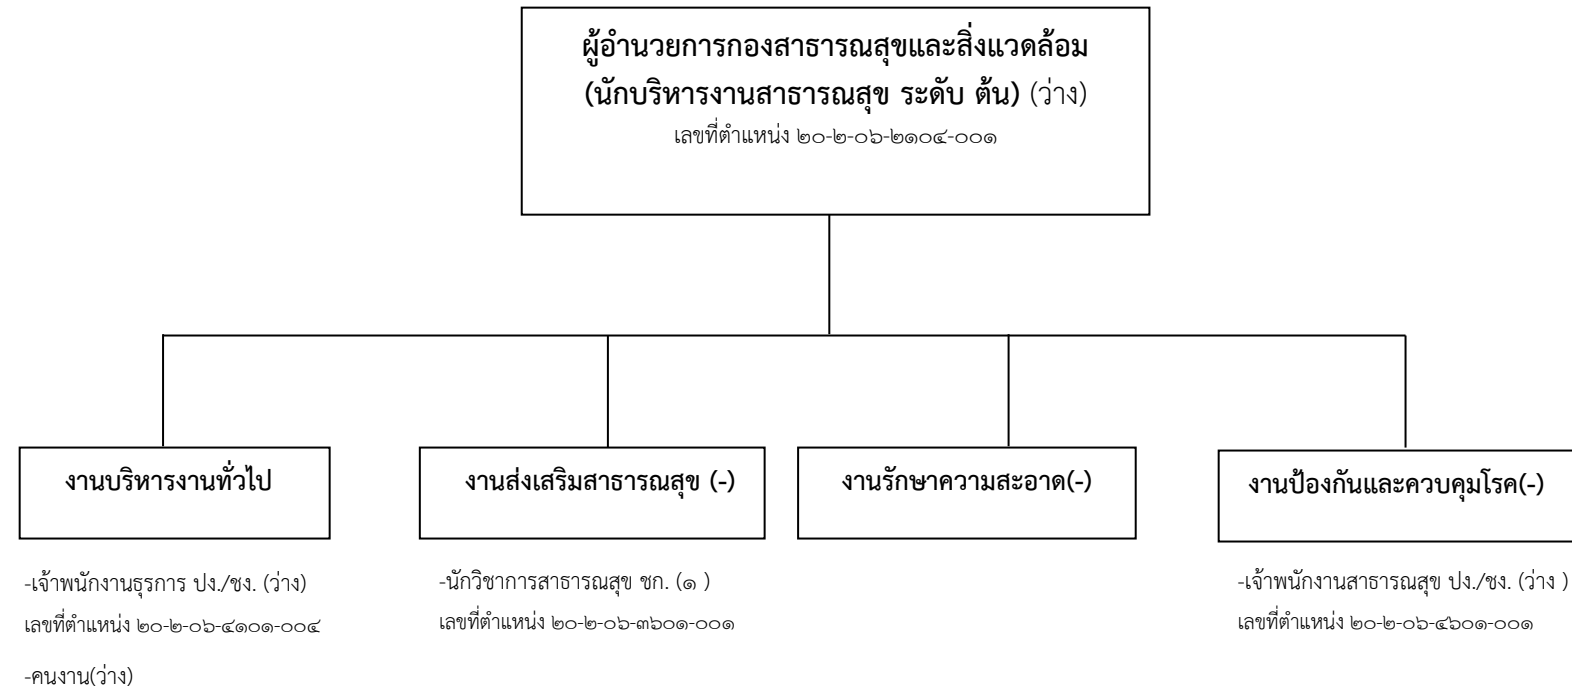 ผู้อำนวยการกองสาธารณสุขและสิ่งแวดล้อม
(นักบริหารงานสาธารณสุข ระดับ ต้น) (ว่าง)
เลขที่ตำแหน่ง ๒๐-๒-๐๖-๒๑๐๔-๐๐๑
งานบริหารงานทั่วไป
งานส่งเสริมสาธารณสุข (-)
งานรักษาความสะอาด(-)
งานป้องกันและควบคุมโรค(-)
-เจ้าพนักงานธุรการ ปง./ชง. (ว่าง)
เลขที่ตำแหน่ง ๒๐-๒-๐๖-๔๑๐๑-๐๐๔
-คนงาน(ว่าง)
-นักวิชาการสาธารณสุข ชก. (๑ )
เลขที่ตำแหน่ง ๒๐-๒-๐๖-๓๖๐๑-๐๐๑
-เจ้าพนักงานสาธารณสุข ปง./ชง. (ว่าง )
เลขที่ตำแหน่ง ๒๐-๒-๐๖-๔๖๐๑-๐๐๑